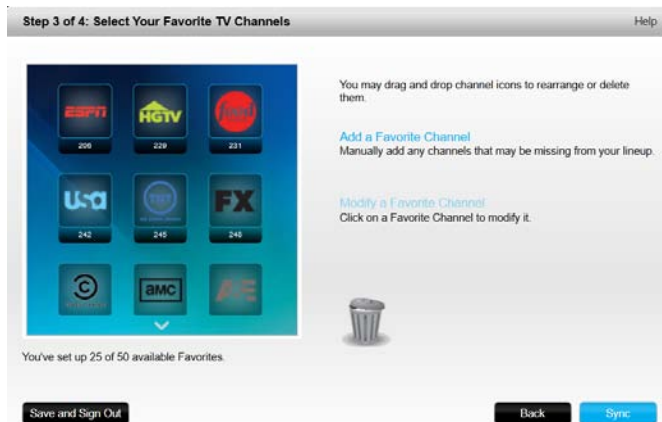 Step 3 of 4: Select Your Favorite TV Channels
Help
ESPN
HGTV
food
206
229
231
You may drag and drop channel icons to rearrange or delete
them.
Add a Favorite Channel
Manually add any channels that may be missing from your lineup.
usa
TNT
FX
242
245
248
Modify a Favorite Channel
Click on a Favorite Channel to modify it.
amc
A&E
You've set up 25 of 50 available Favorites.
Save and Sign Out
Back
Sync